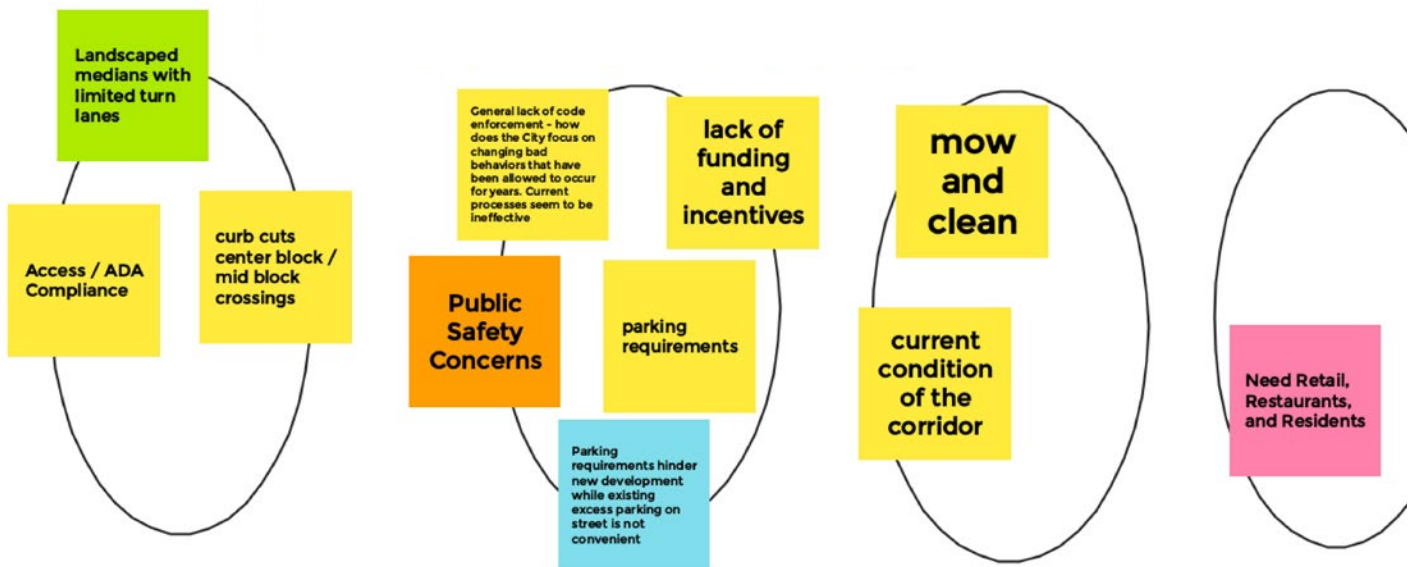 Landscaped
medians with
limited turn
lanes
Access / ADA
Compliance
curb cuts
center block /
mid block
crossings
General lack of code
enforcement - how
does the City focus on
changing bad
behaviors that have
been allowed to occur
for years. Current
processes seem to be
ineffective
lack of
funding
and
incentives
Public
Safety
Concerns
parking
requirements
Parking
requirements hinder
new development
while existing
excess parking on
street is not
convenient
mow
and
clean
current
condition
of the
corridor
Need Retail,
Restaurants,
and Residents